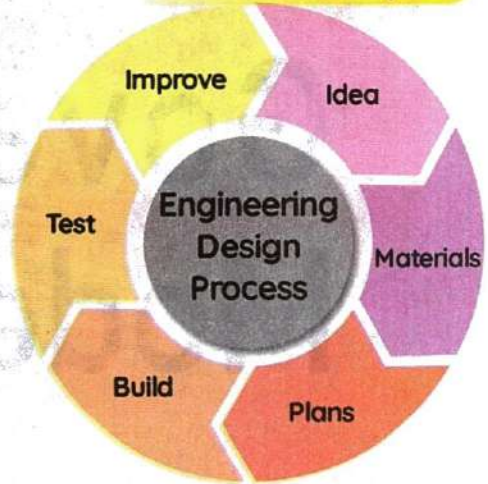 Improve
Idea
Engineering
Design
Process
Test
Materials
Build
Plans